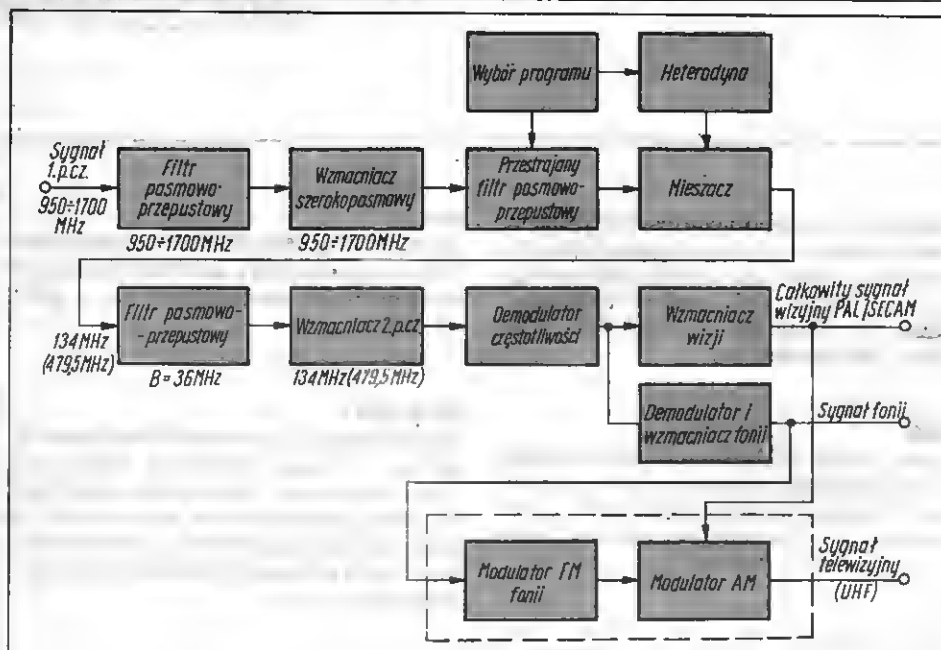 Wybór programu
Heterodyna
Sygnał
1.p.cz.
950÷1700
MHz
Filtr
pasmowo-
przepustowy
950÷1700MHz
Wzmacniacz
szerokopasmowy
950÷1700MHz
Przestrajany
filtr pasmowo-
przepustowy
Mieszacz
134MHz
(479,5MHz)
Filtr pasmowo-
-przepustowy
B = 36MHz
Wzmacniacz 2.p.cz
134MHz(479,5MHz)
Demodulator
częstotliwości
Wzmacniacz
wizji
Całkowity sygnał
wizyjny PAL/SECAM
Demodulator i
wzmacniacz fonii
Sygnał fonii
Modulator FM
fonii
Modulator AM
Sygnał
telewizyjny
(UHF)